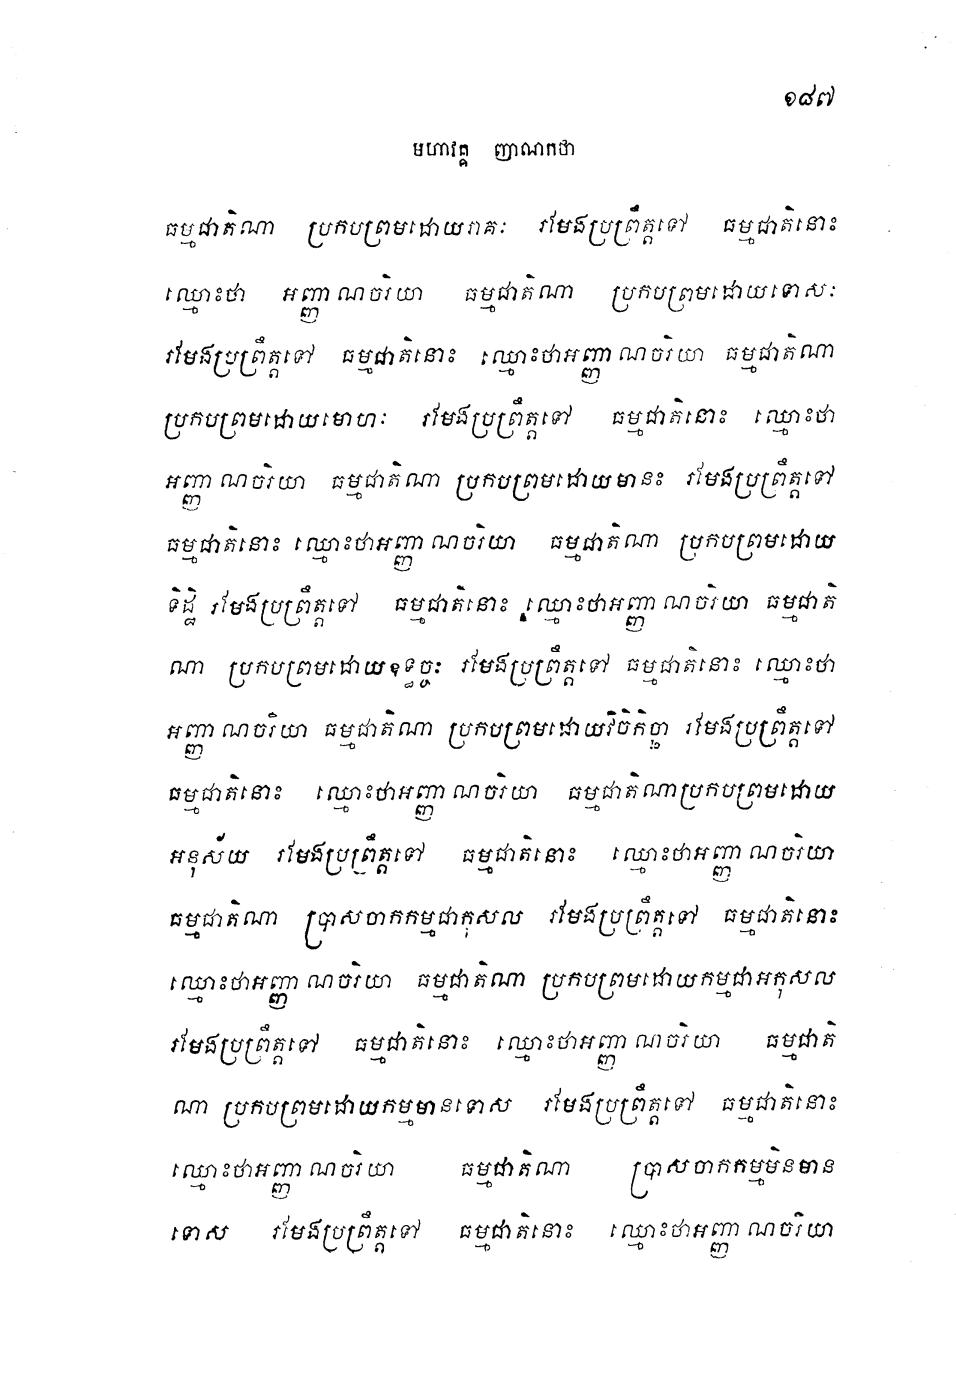 ១៨៧
មហាវគ្គ ញាណកថា
ធម្មជាតិណា ប្រកបព្រមដោយរាគៈ រមែងប្រព្រឹត្តទៅ ធម្មជាតិនោះ
ឈ្មោះថា អញ្ញាណចរិយា ធម្មជាតិណា ប្រកបព្រមដោយទោសៈ
រមែងប្រព្រឹត្តទៅ ធម្មជាតិនោះ ឈ្មោះថាអញ្ញាណចរិយា ធម្មជាតិណា
ប្រកបព្រមដោយមោហៈ រមែងប្រព្រឹត្តទៅ ធម្មជាតិនោះ ឈ្មោះថា
អញ្ញាណចរិយា ធម្មជាតិណា ប្រកបព្រមដោយមានះ រមែងប្រព្រឹត្តទៅ
ធម្មជាតិនោះ ឈ្មោះថាអញ្ញាណចរិយា ធម្មជាតិណា ប្រកបព្រមដោយ
ទិដ្ឋិ រមែងប្រព្រឹត្តទៅ ធម្មជាតិនោះ ឈ្មោះថាអញ្ញាណចរិយា ធម្មជាតិ
ណា ប្រកបព្រមដោយឧទ្ធច្ចៈ រមែងប្រព្រឹត្តទៅ ធម្មជាតិនោះ ឈ្មោះថា
អញ្ញាណចរិយា ធម្មជាតិណា ប្រកបព្រមដោយវិចិកិច្ឆា រមែងប្រព្រឹត្តទៅ
ធម្មជាតិនោះ ឈ្មោះថាអញ្ញាណចរិយា ធម្មជាតិណាប្រកបព្រមដោយ
អនុស័យ រមែងប្រព្រឹត្តទៅ ធម្មជាតិនោះ ឈ្មោះថាអញ្ញាណចរិយា
ធម្មជាតិណា ប្រាសចាកកម្មជាកុសល រមែងប្រព្រឹត្តទៅ ធម្មជាតិនោះ
ឈ្មោះថាអញ្ញាណចរិយា ធម្មជាតិណា ប្រកបព្រមដោយកម្មជាអកុសល
រមែងប្រព្រឹត្តទៅ ធម្មជាតិនោះ ឈ្មោះថាអញ្ញាណចរិយា ធម្មជាតិ
ណា ប្រកបព្រមដោយកម្មមានទោស រមែងប្រព្រឹត្តទៅ ធម្មជាតិនោះ
ឈ្មោះថាអញ្ញាណចរិយា ធម្មជាតិណា ប្រាសចាកកម្មមិនមាន
ទោស រមែងប្រព្រឹត្តទៅ ធម្មជាតិនោះ ឈ្មោះថាអញ្ញាណចរិយា